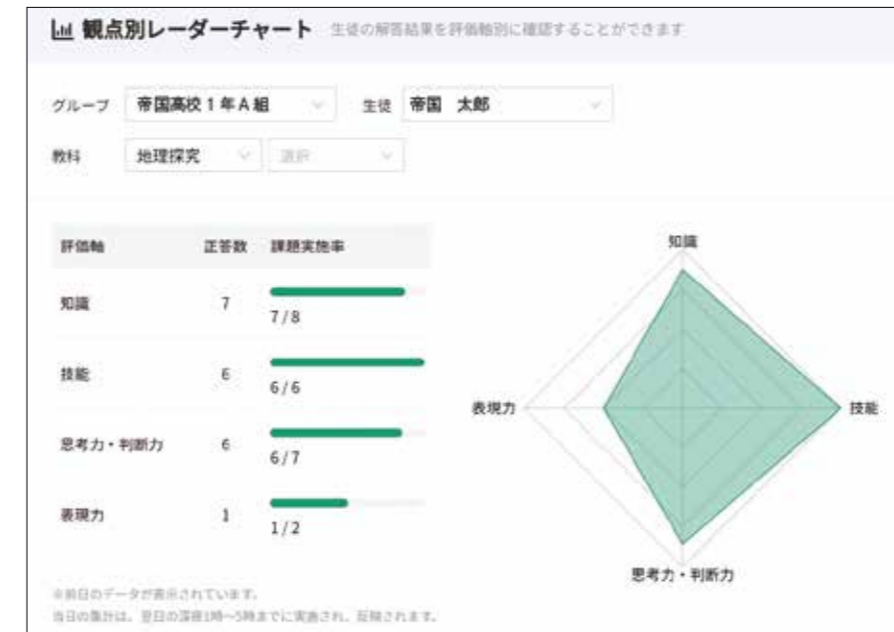 観点別レーダーチャート 生徒の解答結果を評価軸別に確認することができます
グループ 帝国高校1年A組 生徒 帝国 太郎
教科 地理探究 選択
評価軸 正答数 課題実施率
知識 7 7/8
技能 6 6/6
思考力・判断力 6 6/7
表現力 1 1/2
知識
表現力
技能
思考力・判断力
※前日のデータが表示されています。
当日の集計は、翌日の深夜1時～5時までに実施され、反映されます。